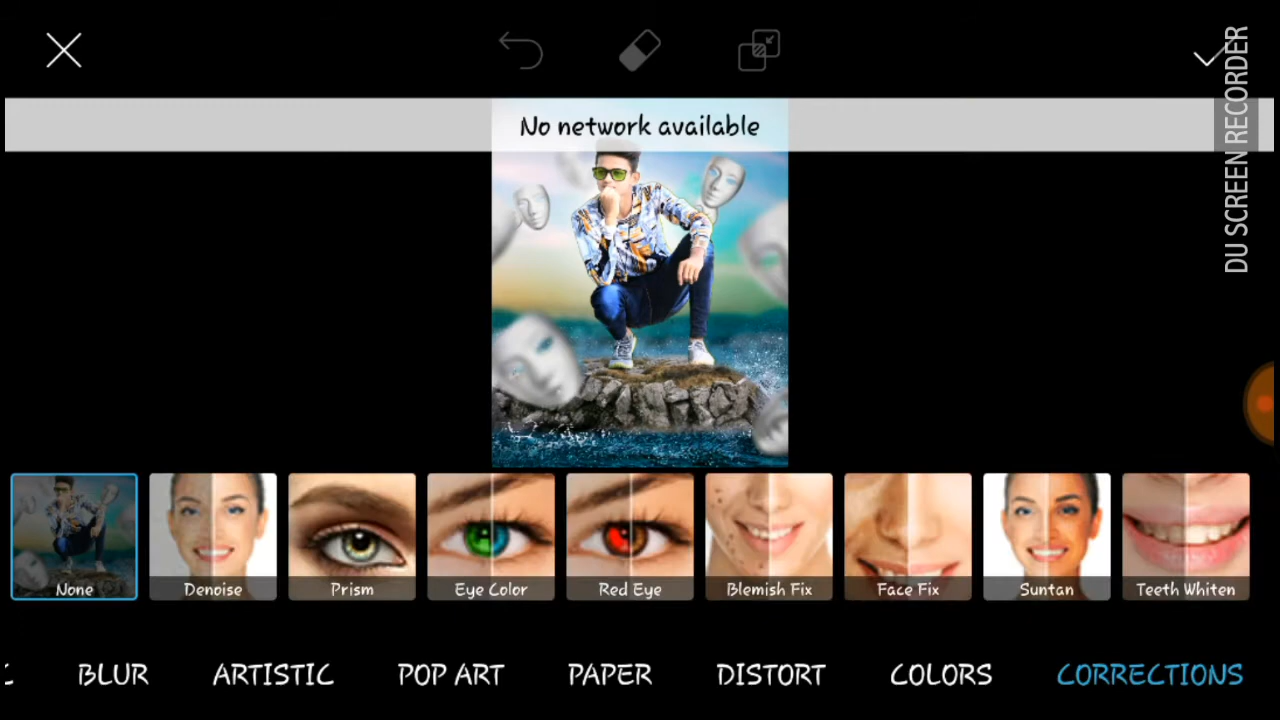 No network available
DU SCREEN RECORDER
None
Denoise
Prism
Eye Color
Red Eye
Blemish Fix
Face Fix
Suntan
Teeth Whiten
BLUR ARTISTIC POP ART PAPER DISTORT COLORS CORRECTIONS